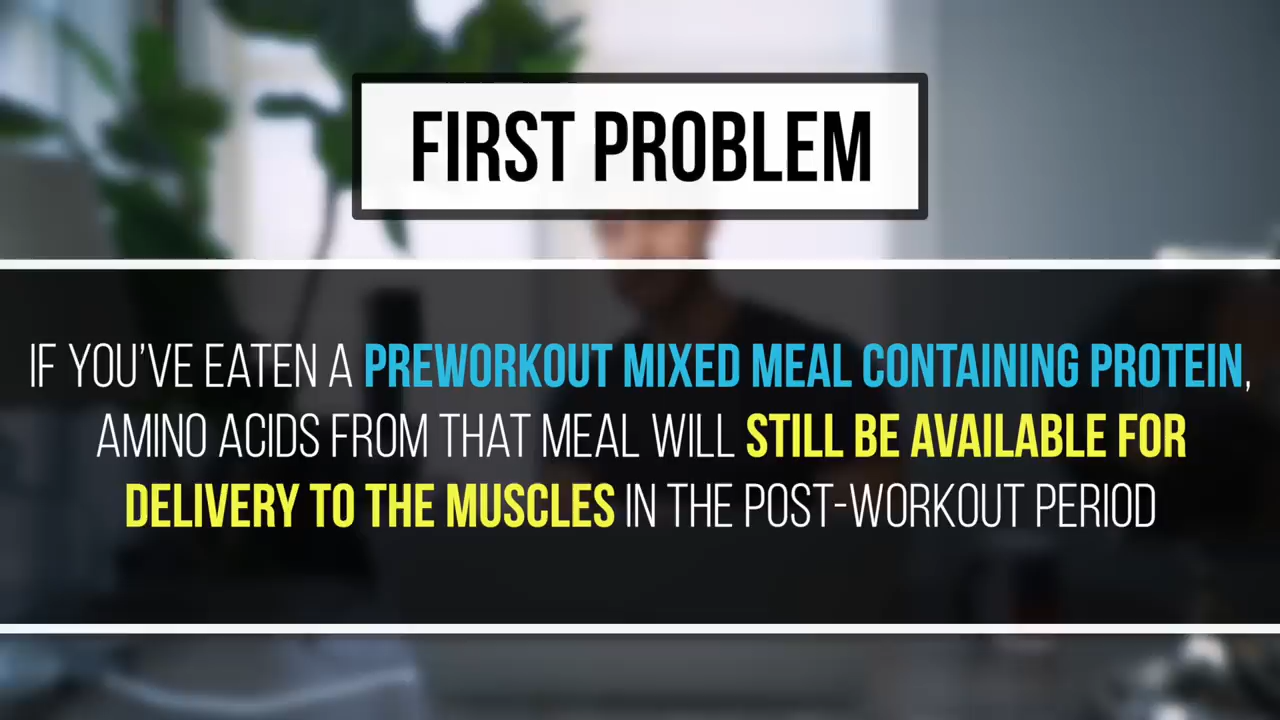 FIRST PROBLEM
IF YOU'VE EATEN A PREWORKOUT MIXED MEAL CONTAINING PROTEIN,
AMINO ACIDS FROM THAT MEAL WILL STILL BE AVAILABLE FOR
DELIVERY TO THE MUSCLES IN THE POST-WORKOUT PERIOD